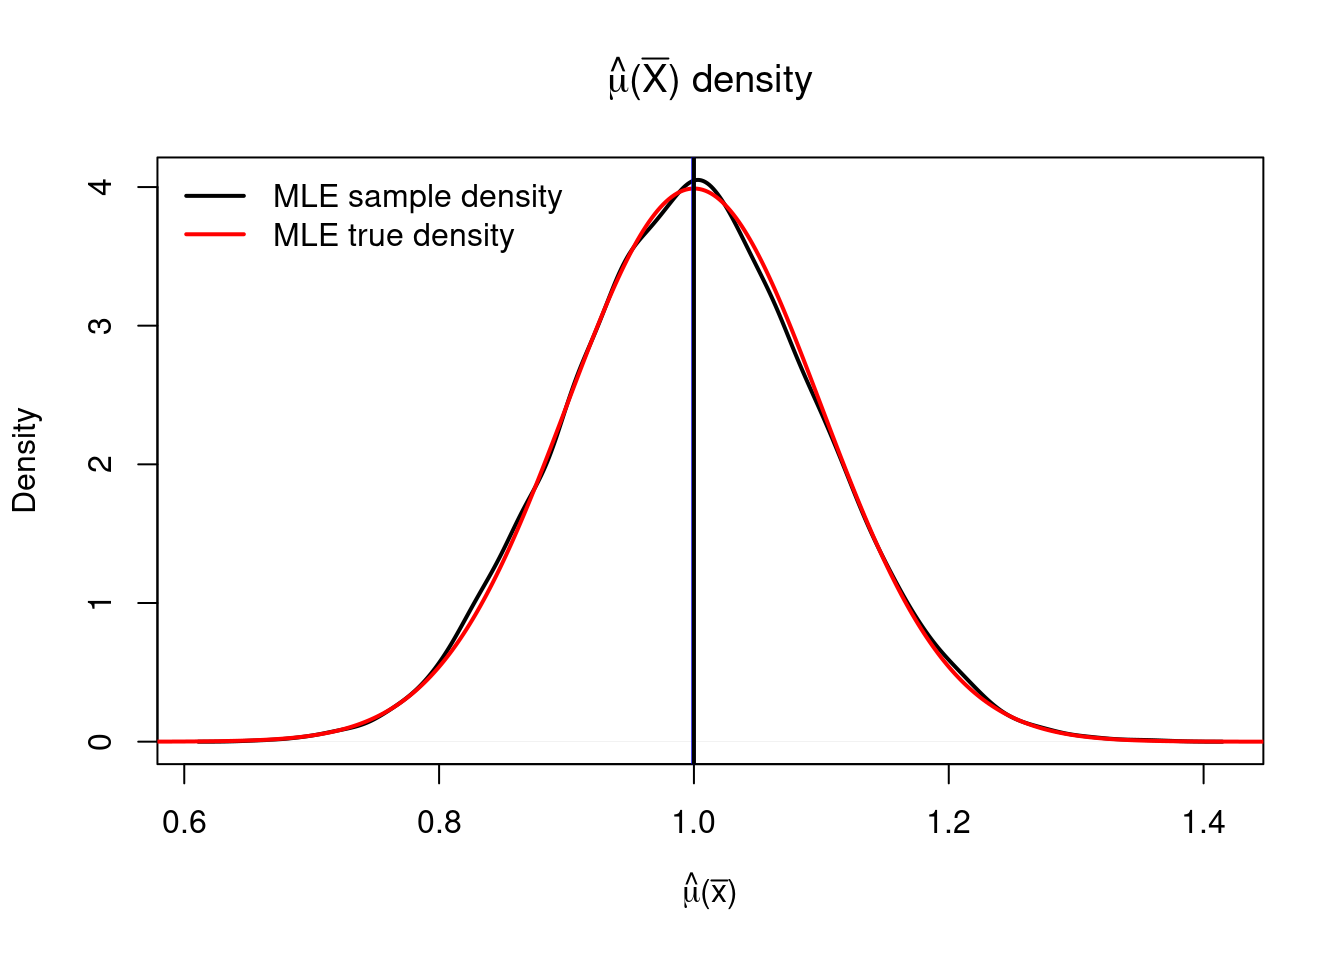 μ̂(X̅) density
MLE sample density
MLE true density
Density
0
1
2
3
4
0.6 0.8 1.0 1.2 1.4
μ̂(x̅)